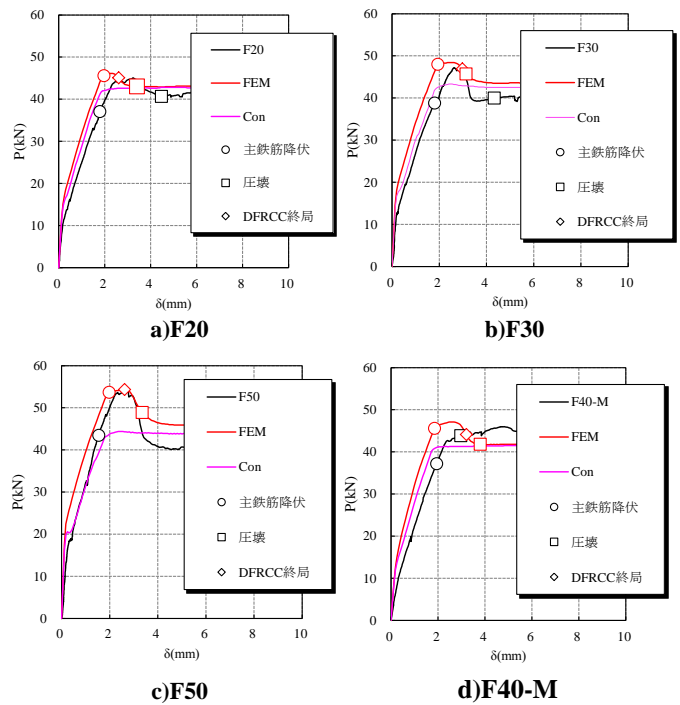 60
50
40
30
20
10
0
P(kN)
0 2 4 6 8 10
δ(mm)
F20
FEM
Con
主鉄筋降伏
圧壊
DFRCC終局
a)F20
60
50
40
30
20
10
0
P(kN)
0 2 4 6 8 10
δ(mm)
F30
FEM
Con
主鉄筋降伏
圧壊
DFRCC終局
b)F30
60
50
40
30
20
10
0
P(kN)
0 2 4 6 8 10
δ(mm)
F50
FEM
Con
主鉄筋降伏
圧壊
DFRCC終局
c)F50
60
50
40
30
20
10
0
P(kN)
0 2 4 6 8 10
δ(mm)
F40-M
FEM
Con
主鉄筋降伏
圧壊
DFRCC終局
d)F40-M